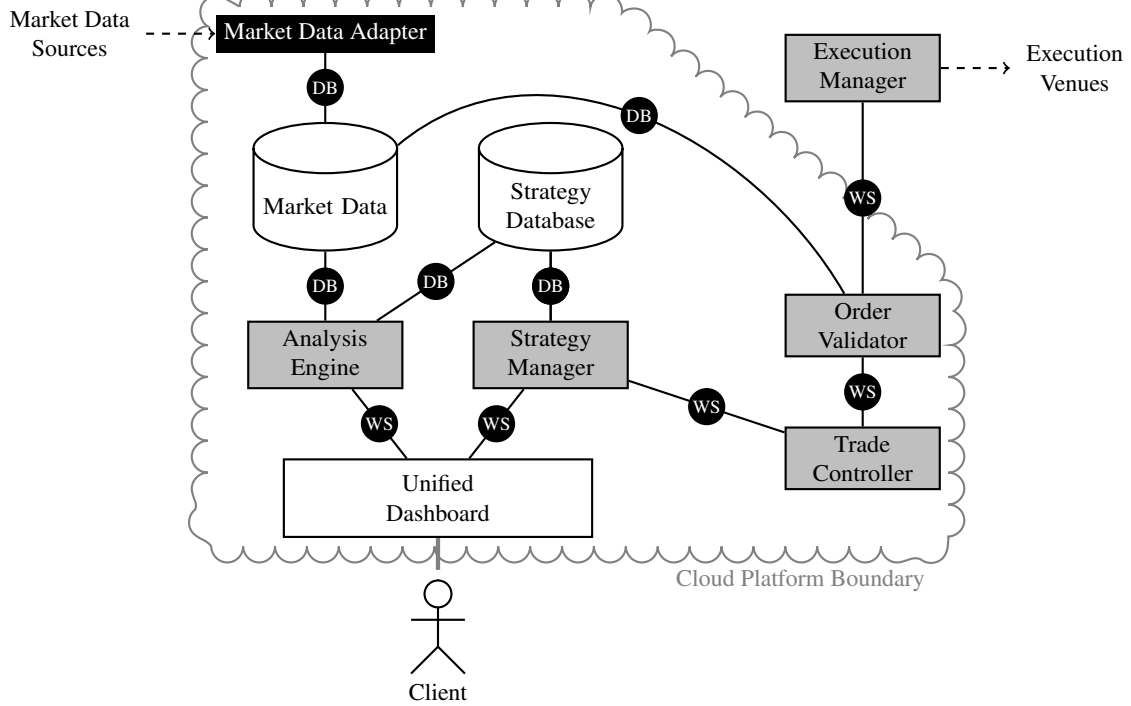 Market Data
Sources
Market Data Adapter
Execution
Manager
Execution
Venues
DB
DB
Market Data
Strategy
Database
WS
DB
DB
DB
Order
Validator
Analysis
Engine
Strategy
Manager
WS
WS
WS
WS
Trade
Controller
Unified
Dashboard
Cloud Platform Boundary
Client